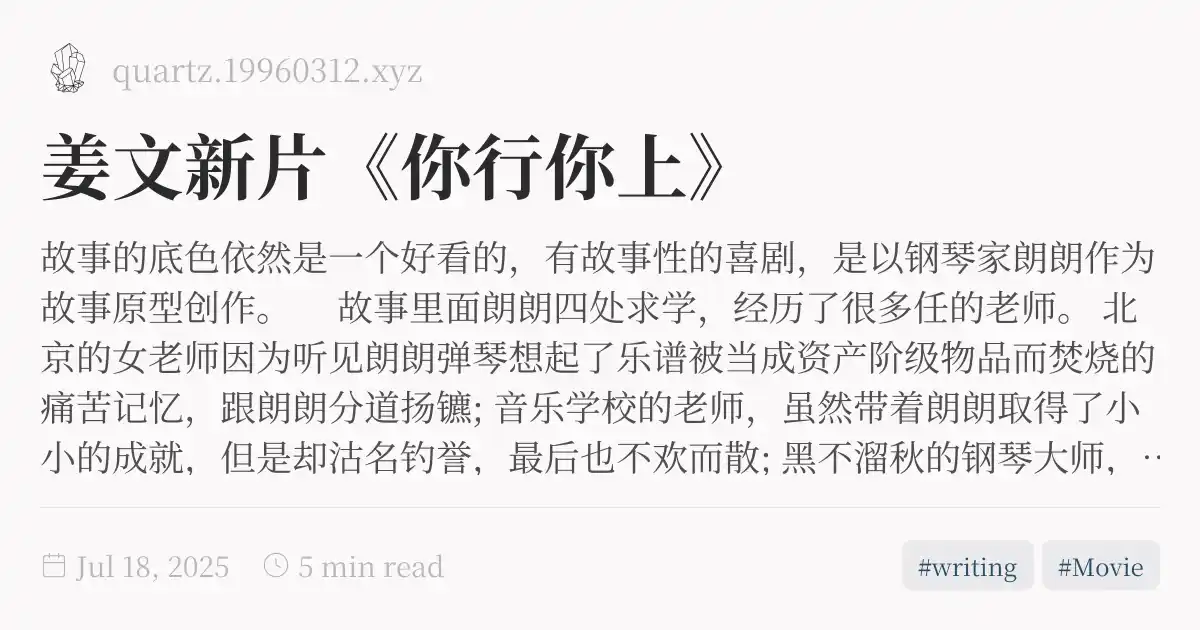 quartz.19960312.xyz
姜文新片《你行你上》
故事的底色依然是一个好看的，有故事性的喜剧，是以钢琴家朗朗作为
故事原型创作。 故事里面朗朗四处求学，经历了很多任的老师。 北
京的女老师因为听见朗朗弹琴想起了乐谱被当成资产阶级物品而焚烧的
痛苦记忆，跟朗朗分道扬镳; 音乐学校的老师，虽然带着朗朗取得了小
小的成就，但是却沽名钓誉，最后也不欢而散; 黑不溜秋的钢琴大师，…
Jul 18, 2025 5 min read #writing #Movie